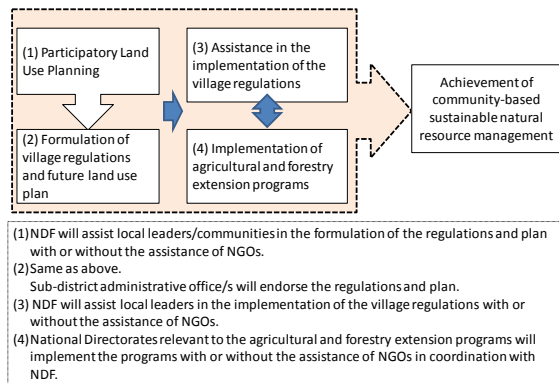 (1) Participatory Land
Use Planning
(2) Formulation of
village regulations
and future land use
plan
(3) Assistance in the
implementation of the
village regulations
(4) Implementation of
agricultural and forestry
extension programs
Achievement of
community-based
sustainable natural
resource management
(1)NDF will assist local leaders/communities in the formulation of the regulations and plan
with or without the assistance of NGOs.
(2)Same as above.
Sub-district administrative office/s will endorse the regulations and plan.
(3) NDF will assist local leaders in the implementation of the village regulations with or
without the assistance of NGOs.
(4)National Directorates relevant to the agricultural and forestry extension programs will
implement the programs with or without the assistance of NGOs in coordination with
NDF.